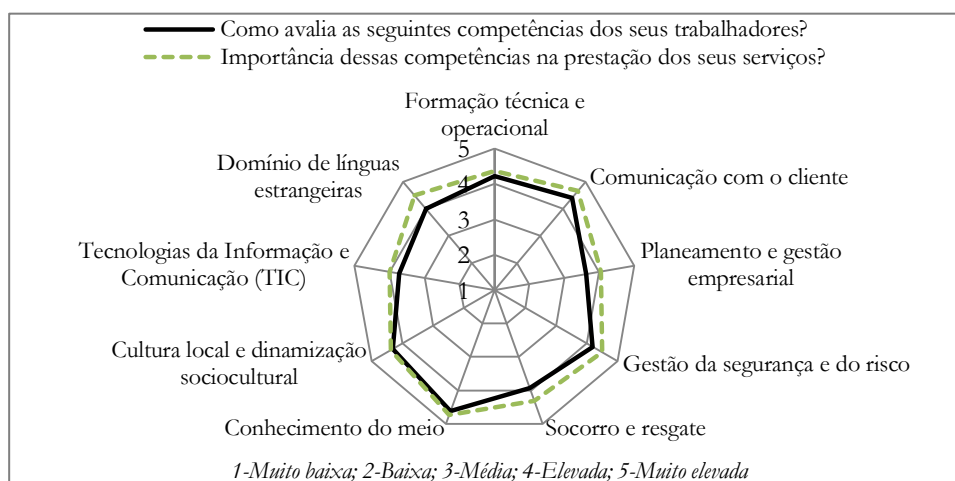 Como avalia as seguintes competências dos seus trabalhadores?
Importância dessas competências na prestação dos seus serviços?
Formação técnica e
operacional
Comunicação com o cliente
Planeamento e gestão
empresarial
Gestão da segurança e do risco
Socorro e resgate
Conhecimento do meio
Cultura local e dinamização
sociocultural
Tecnologias da Informação e
Comunicação (TIC)
Domínio de línguas
estrangeiras
5
4
3
2
1
1-Muito baixa; 2-Baixa; 3-Média; 4-Elevada; 5-Muito elevada